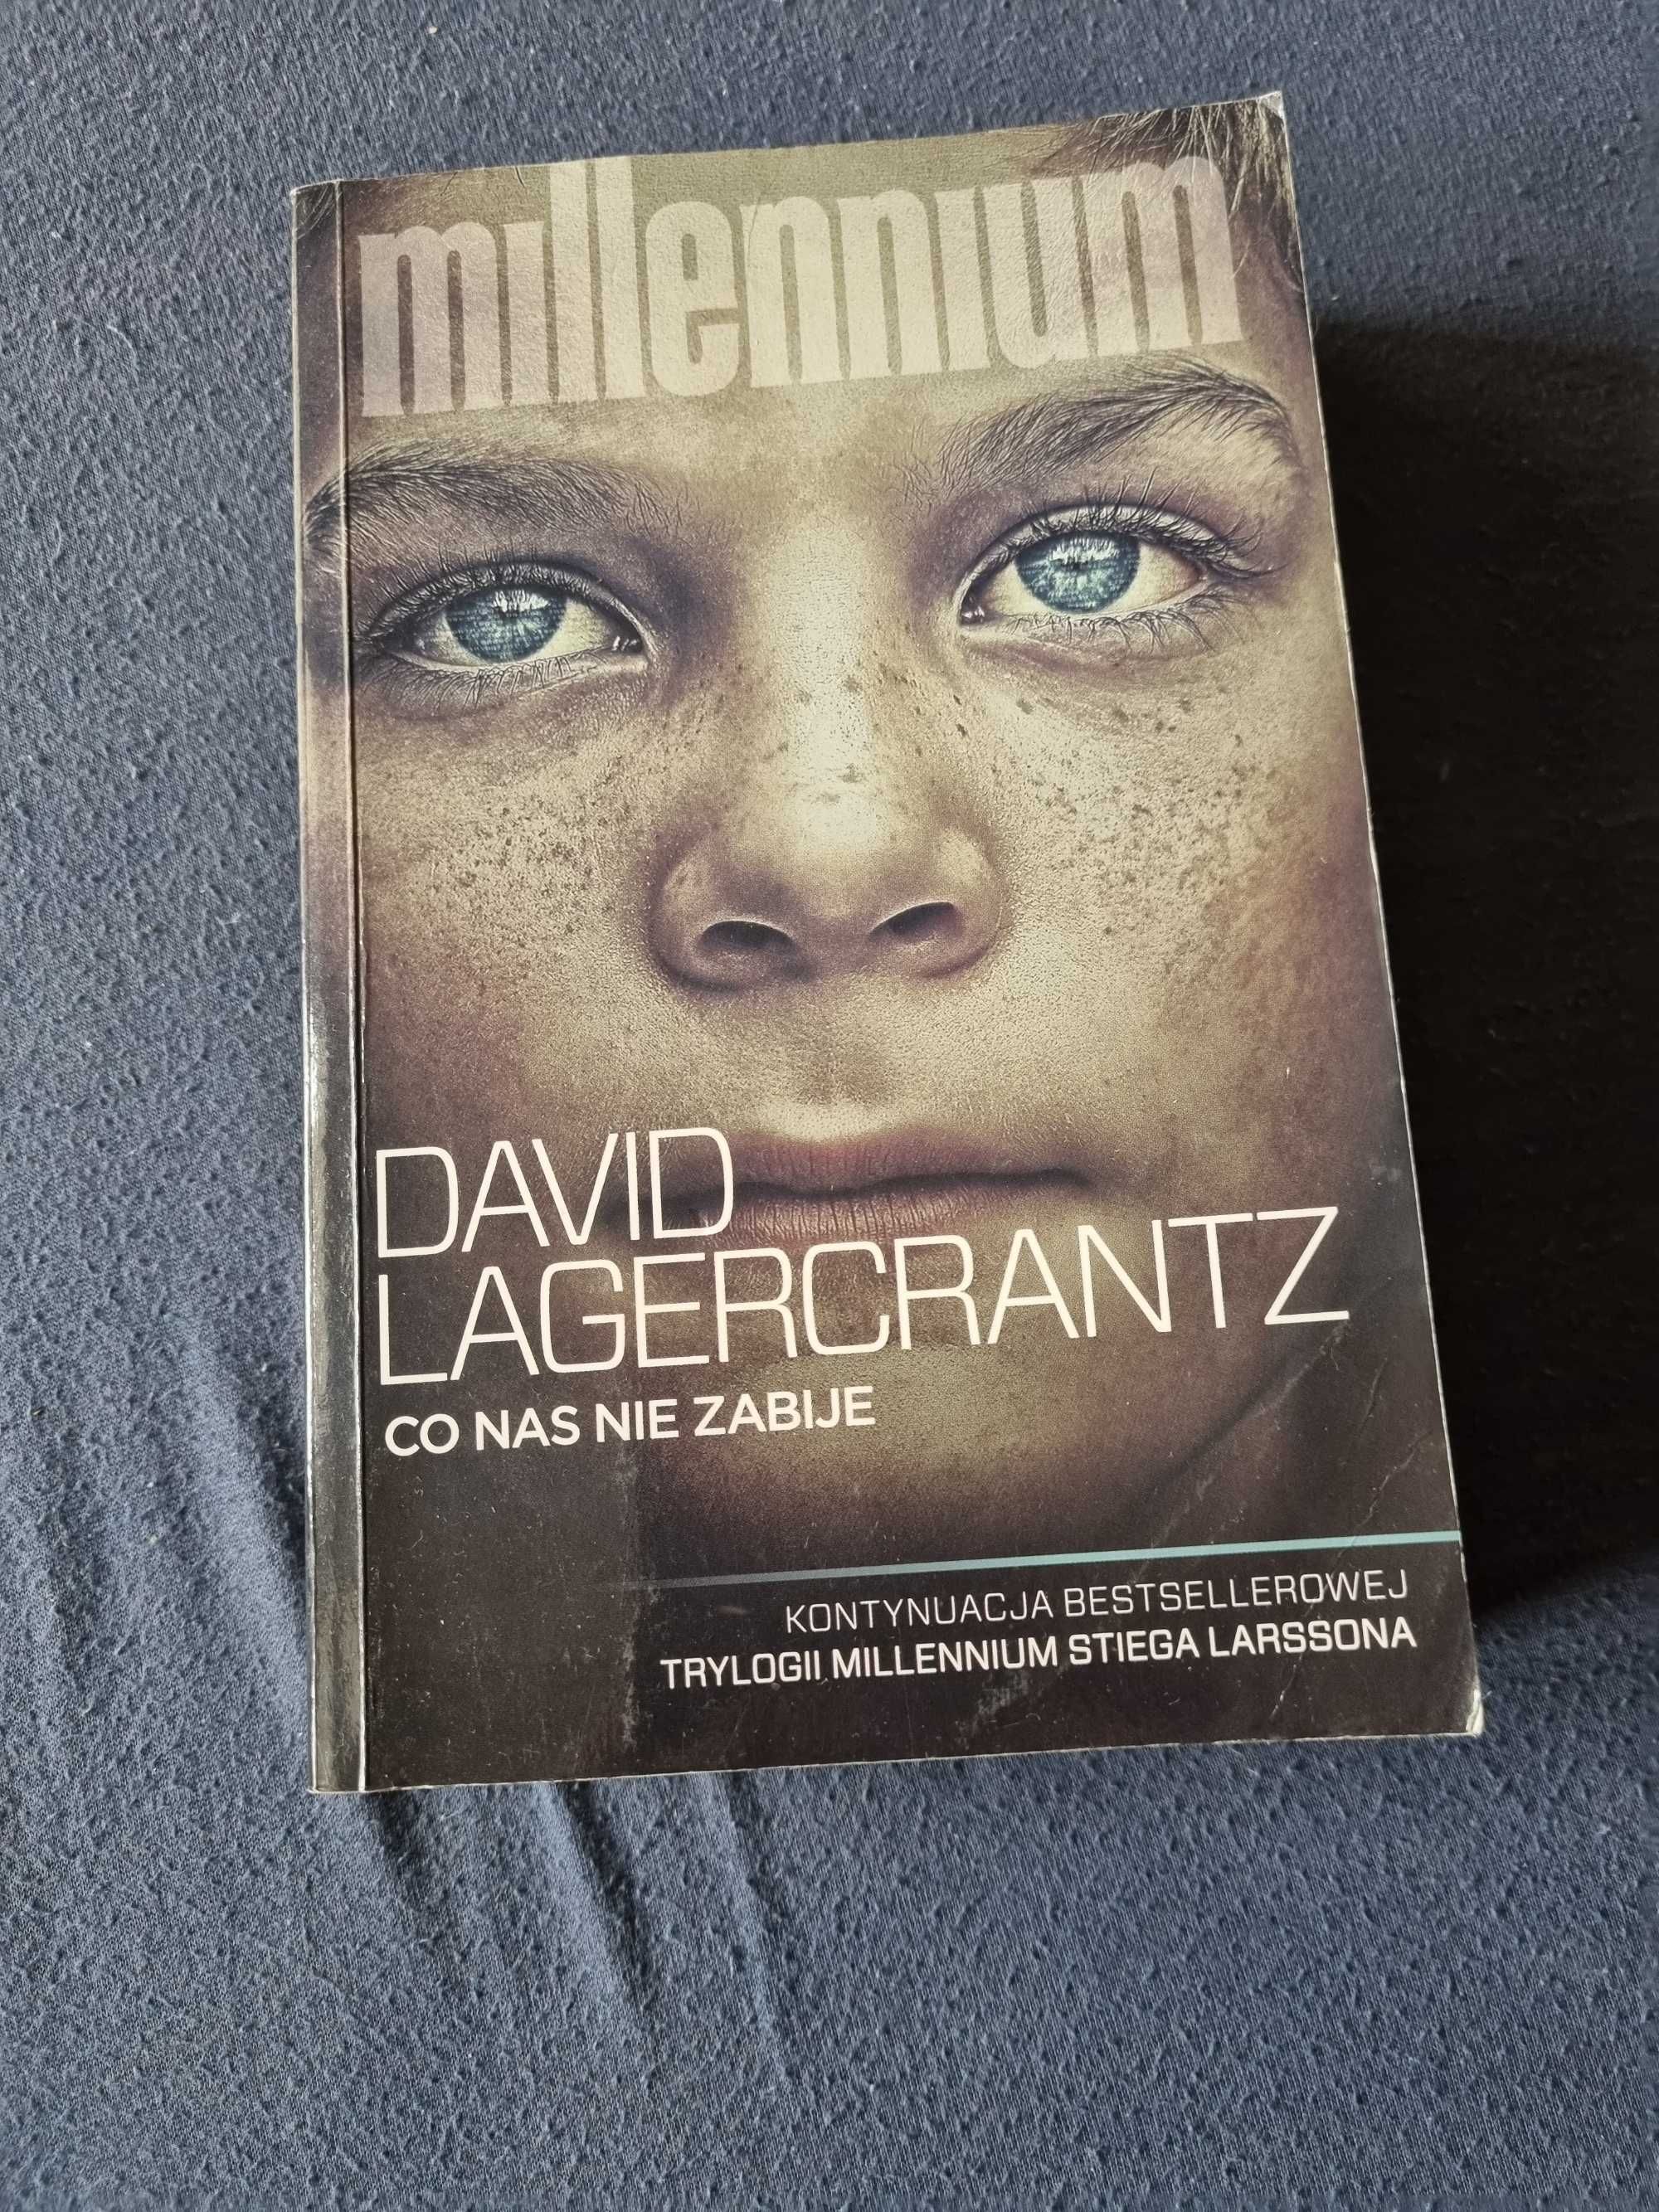 millennium
DAVID
LAGERCRANTZ
CO NAS NIE ZABIJE
KONTYNUACJA BESTSELLEROWEJ
TRYLOGII MILLENNIUM STIEGA LARSSONA